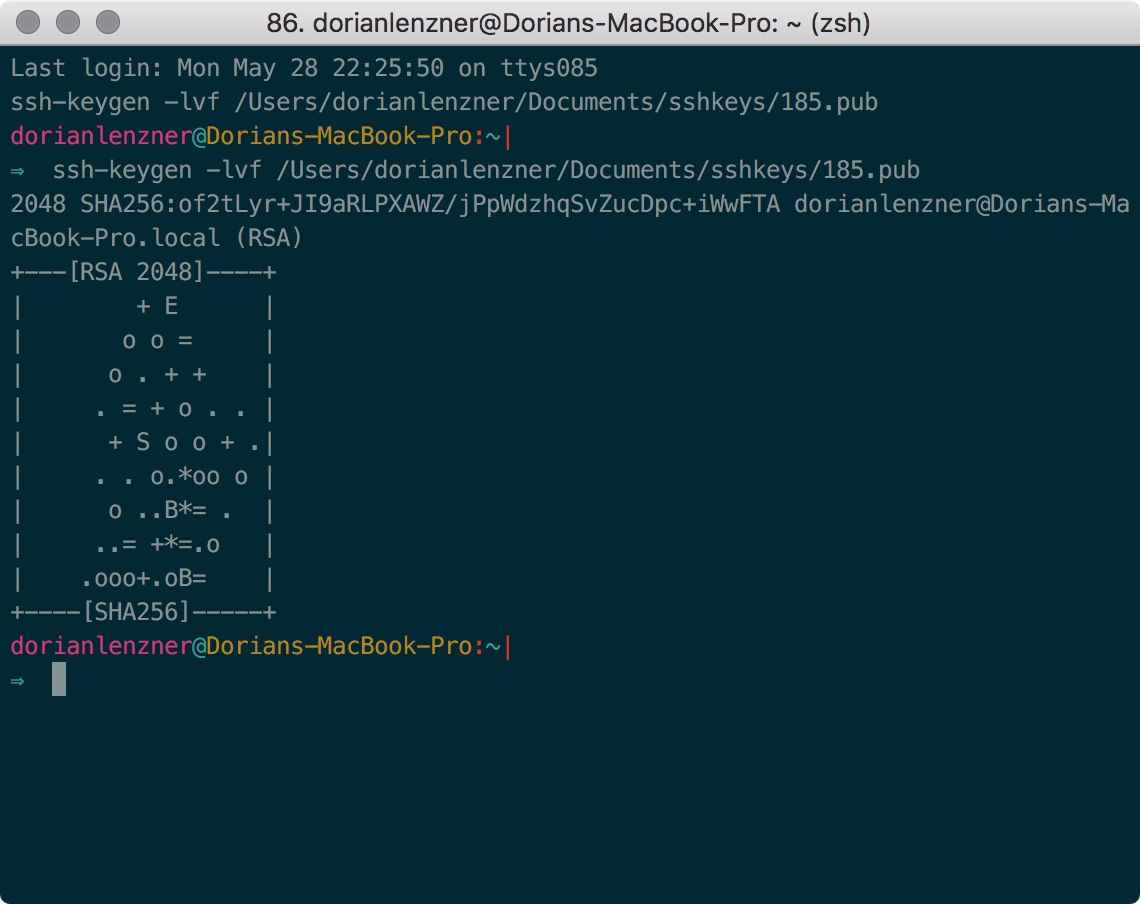 86. dorianlenzner@Dorians-MacBook-Pro: ~ (zsh)
Last login: Mon May 28 22:25:50 on ttys085
ssh-keygen -lvf /Users/dorianlenzner/Documents/sshkeys/185.pub
dorianlenzner@Dorians-MacBook-Pro:~|
⇒  ssh-keygen -lvf /Users/dorianlenzner/Documents/sshkeys/185.pub
2048 SHA256:of2tLyr+JI9aRLPXAWZ/jPpWdzhqSvZucDpc+iWwFTA dorianlenzner@Dorians-Ma
cBook-Pro.local (RSA)
+---[RSA 2048]----+
|        + E      |
|       o o =     |
|      o . + +    |
|     . = + o . . |
|      + S o o + .|
|     . . o.*oo o |
|      o ..B*= .  |
|     ..= +*=.o   |
|    .ooo+.oB=    |
+----[SHA256]-----+
dorianlenzner@Dorians-MacBook-Pro:~|
⇒